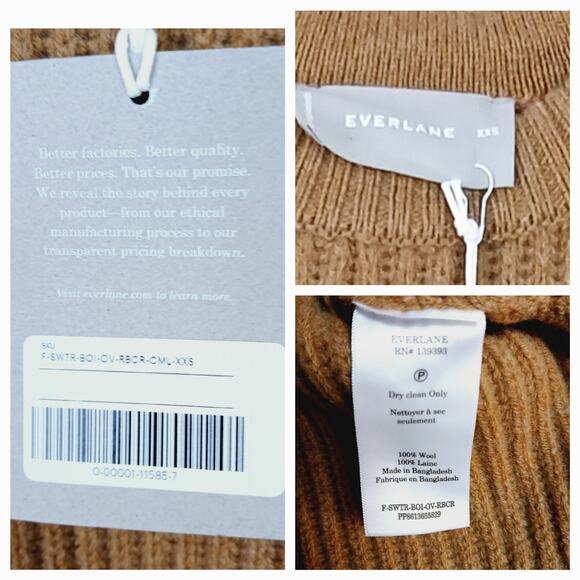 Better factories. Better quality.
Better prices. That's our promise.
We reveal the story behind every
product—from our ethical
manufacturing process to our
transparent pricing breakdown.
Visit everlane.com to learn more.
SKU
F-SWTR-BOI-OV-RBCR-CML-XXS
0-00001-11585-7
EVERLANE
XXS
EVERLANE
RN# 139393
P
Dry clean Only
Nettoyer à sec
seulement
100% Wool
100% Laine
Made in Bangladesh
Fabrique en Bangladesh
F-SWTR-BOI-OV-RBCR
PP8613655829